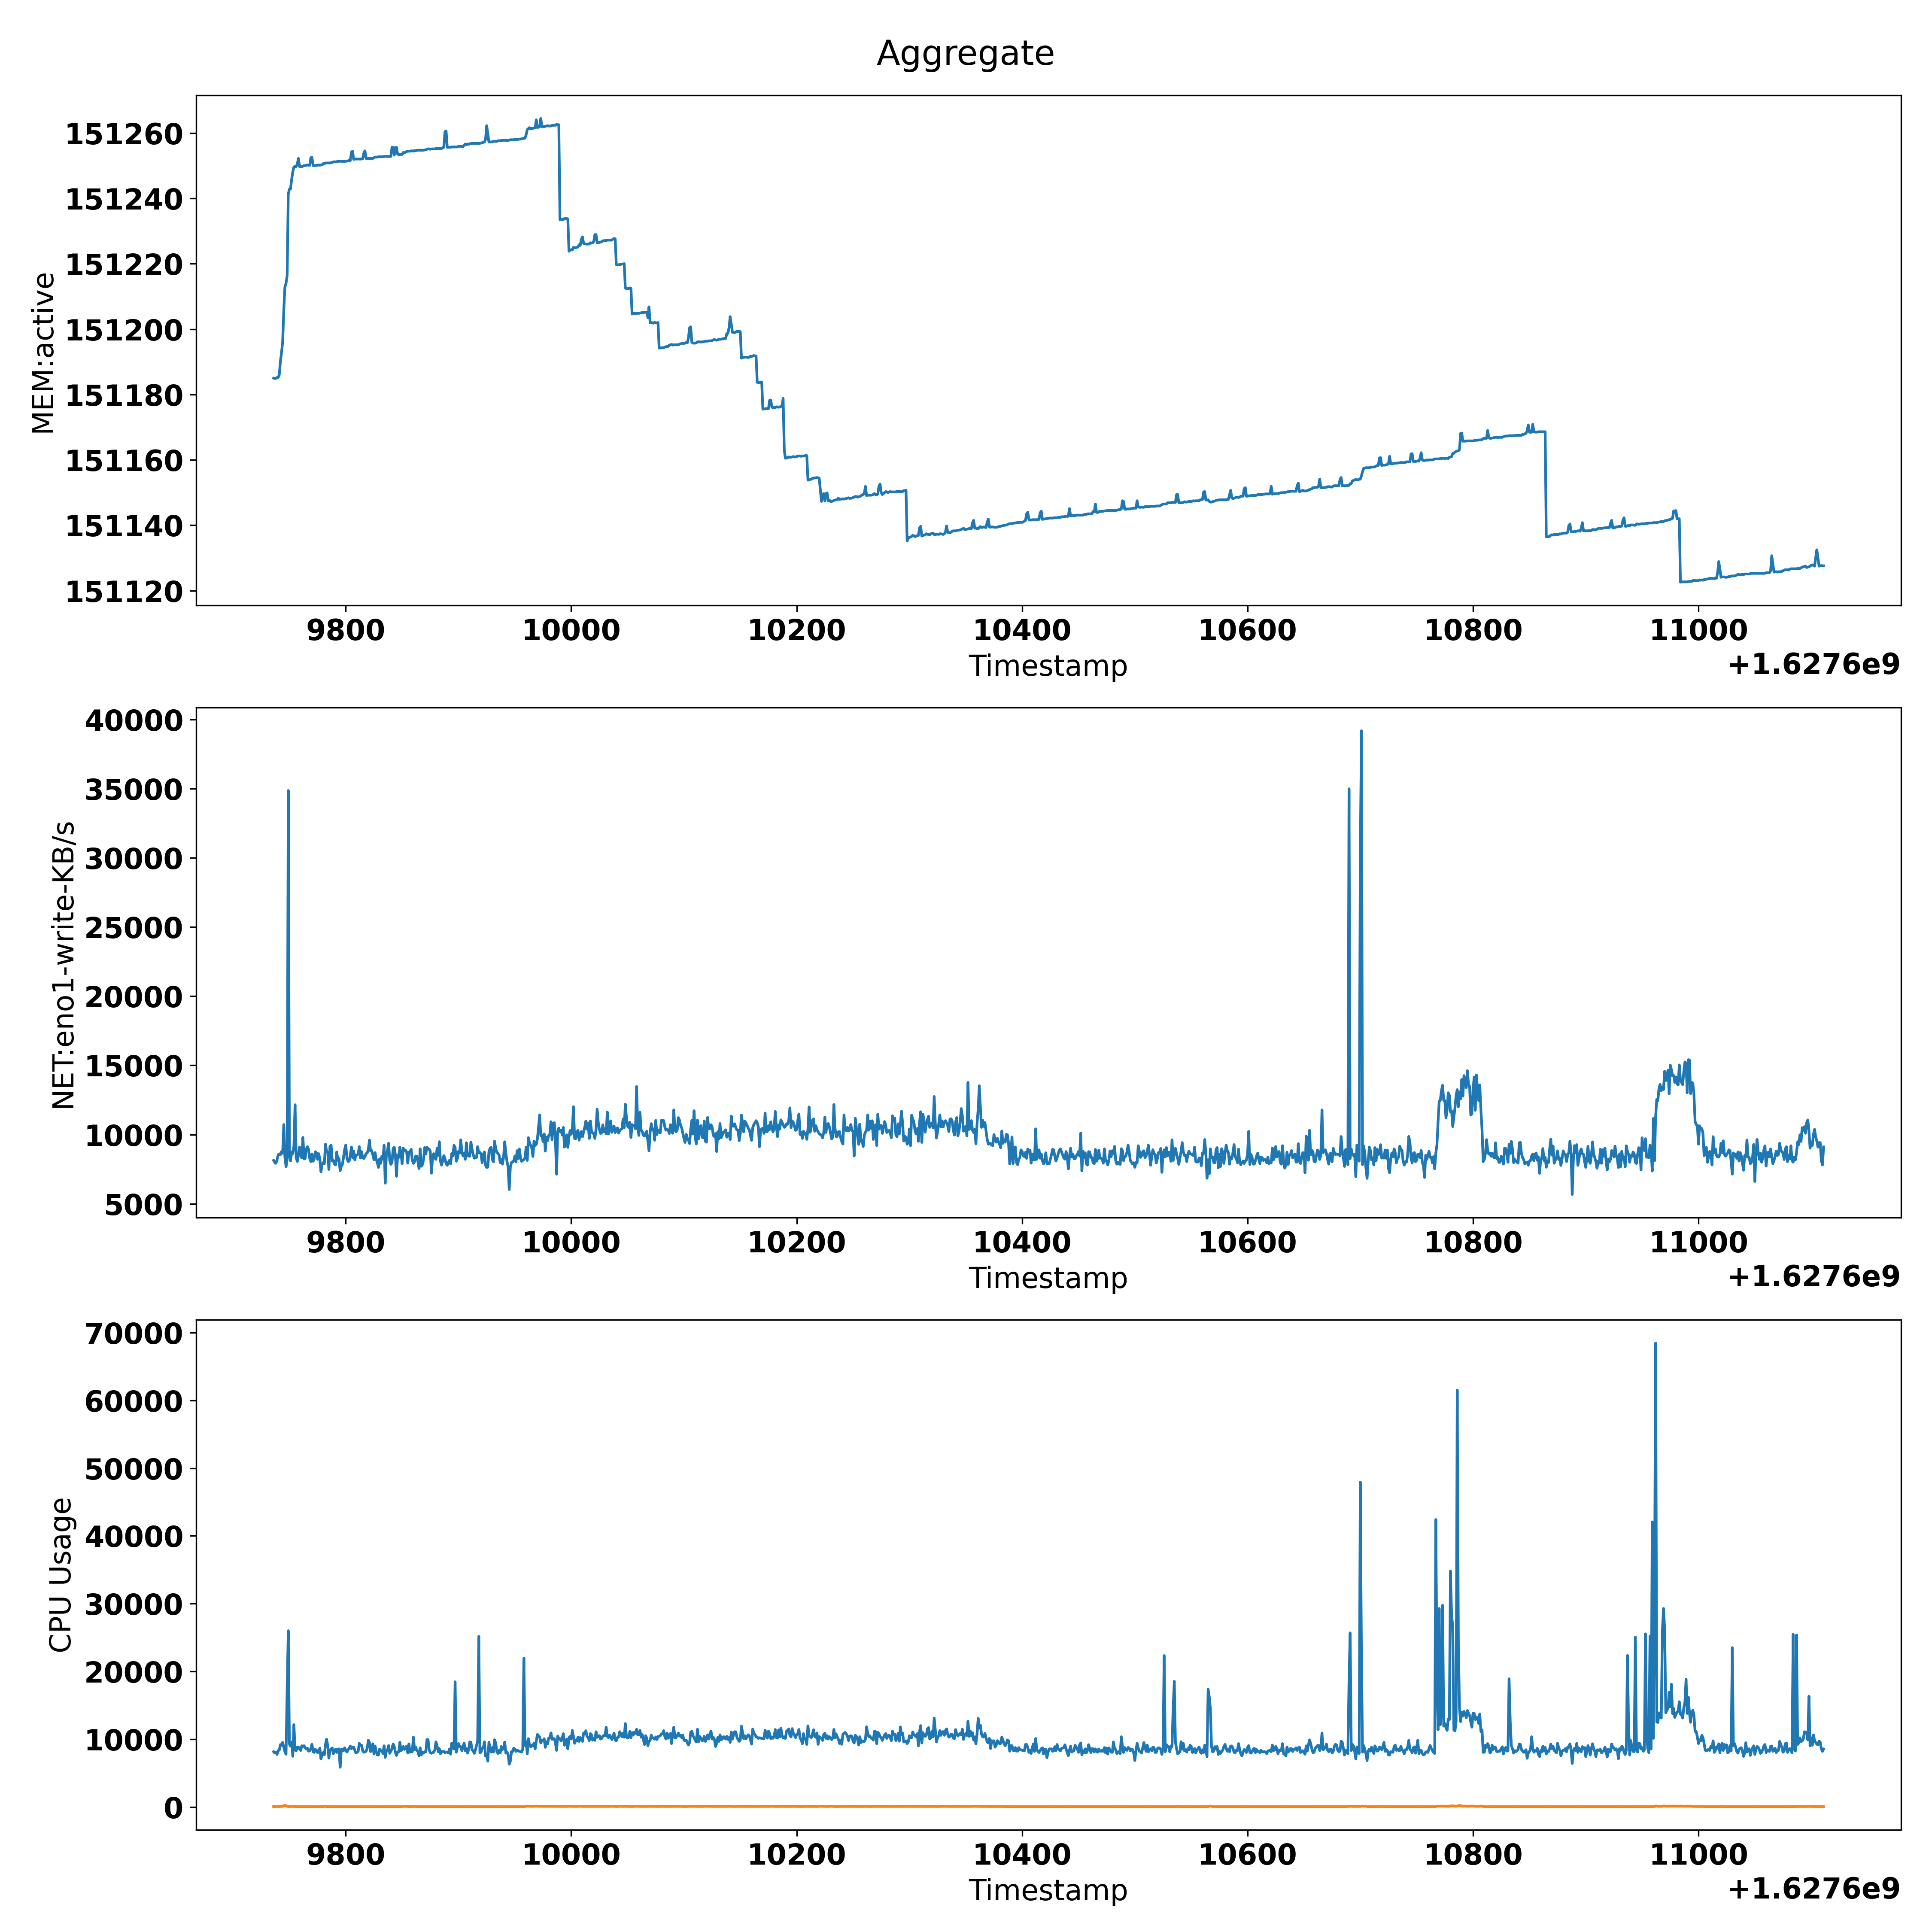 Aggregate
151260
151240
151220
151200
151180
151160
151140
151120
MEM:active
9800 10000 10200 10400 10600 10800 11000
Timestamp
+1.6276e9
40000
35000
30000
25000
20000
15000
10000
5000
NET:eno1-write-KB/s
9800 10000 10200 10400 10600 10800 11000
Timestamp
+1.6276e9
70000
60000
50000
40000
30000
20000
10000
0
CPU Usage
9800 10000 10200 10400 10600 10800 11000
Timestamp
+1.6276e9